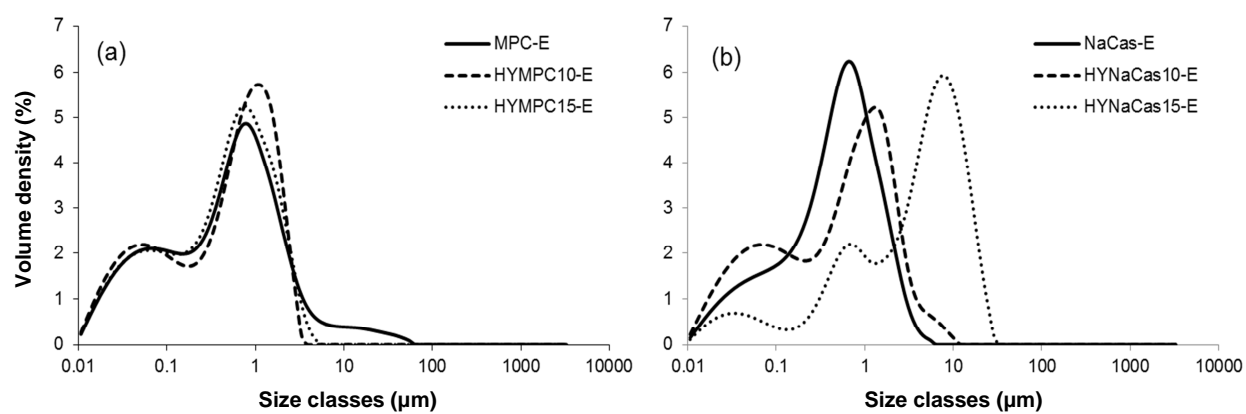 (a)
MPC-E
HYMPC10-E
HYMPC15-E
Volume density (%)
7
6
5
4
3
2
1
0
0.01 0.1 1 10 100 1000 10000
Size classes (µm)
(b)
NaCas-E
HYNaCas10-E
HYNaCas15-E
7
6
5
4
3
2
1
0
0.01 0.1 1 10 100 1000 10000
Size classes (µm)